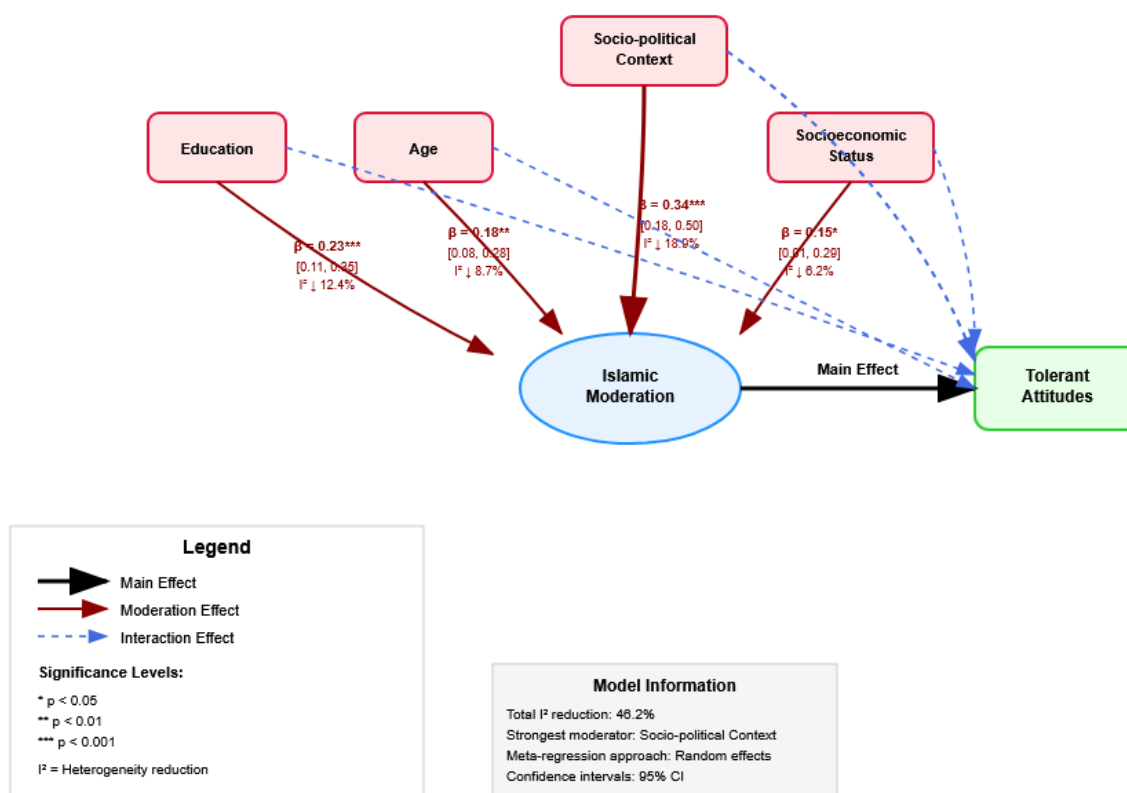 Socio-political
Context
Education
Age
Socioeconomic
Status
β = 0.23***
[0.11, 0.35]
I² ↓ 12.4%
β = 0.18**
[0.08, 0.28]
I² ↓ 8.7%
β = 0.34***
[0.18, 0.50]
I² ↓ 18.9%
β = 0.15*
[0.01, 0.29]
I² ↓ 6.2%
Islamic
Moderation
Main Effect
Tolerant
Attitudes
Legend
Main Effect
Moderation Effect
Interaction Effect
Significance Levels:
* p < 0.05
** p < 0.01
*** p < 0.001
I² = Heterogeneity reduction
Model Information
Total I² reduction: 46.2%
Strongest moderator: Socio-political Context
Meta-regression approach: Random effects
Confidence intervals: 95% CI